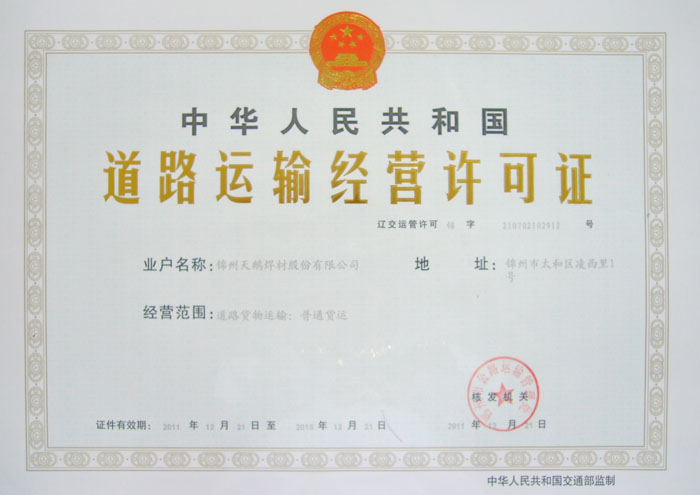 中华人民共和国
道路运输经营许可证
辽交运管许可 锦 字 210702102912 号
业户名称：锦州天鹅焊材股份有限公司
地 址：锦州市太和区凌西里1号
经营范围：道路货物运输：普通货运
核发机关
证件有效期： 2011 年 12 月 21 日 至 12 月 21 日
2011 年 12 月 21 日
中华人民共和国交通部监制